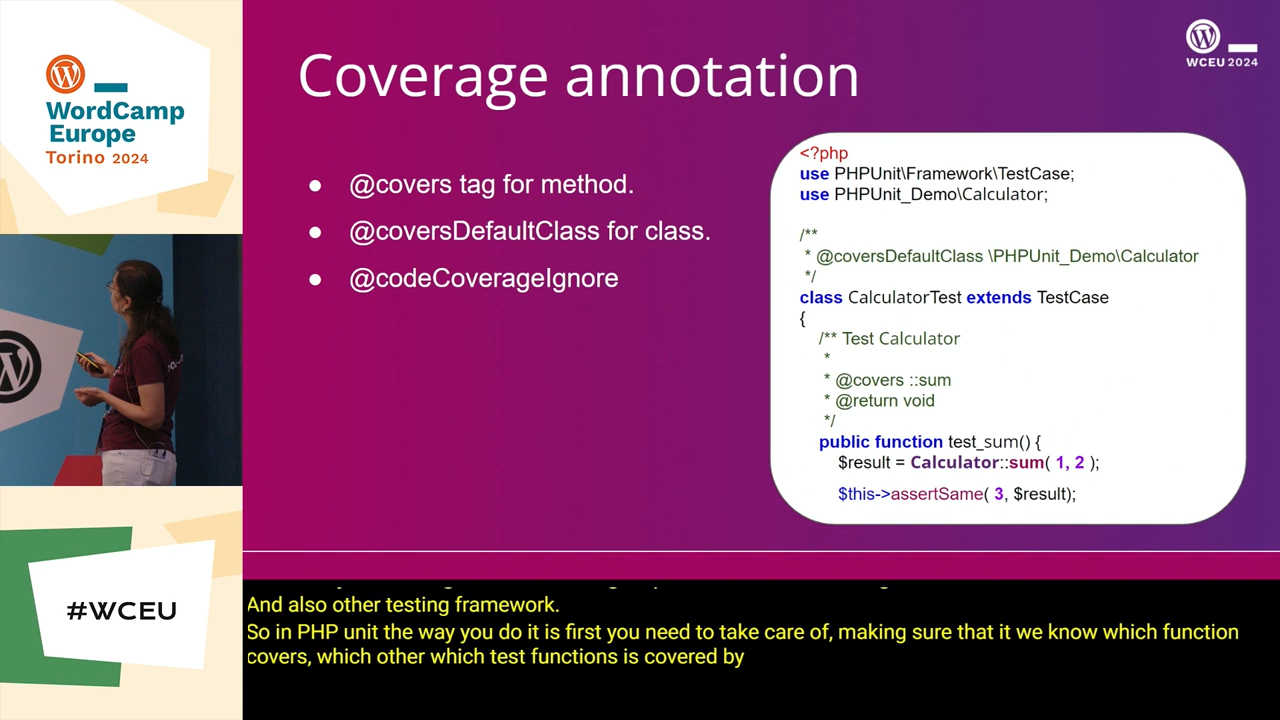 WordCamp
Europe
Torino 2024
#WCEU
Coverage annotation
WCEU 2024
● @covers tag for method.
● @coversDefaultClass for class.
● @codeCoverageIgnore
<?php
use PHPUnit\Framework\TestCase;
use PHPUnit_Demo\Calculator;
/**
* @coversDefaultClass \PHPUnit_Demo\Calculator
*/
class CalculatorTest extends TestCase
{
/** Test Calculator
*
* @covers ::sum
* @return void
*/
public function test_sum() {
$result = Calculator::sum( 1, 2 );
$this->assertSame( 3, $result);
And also other testing framework.
So in PHP unit the way you do it is first you need to take care of, making sure that it we know which function
covers, which other which test functions is covered by